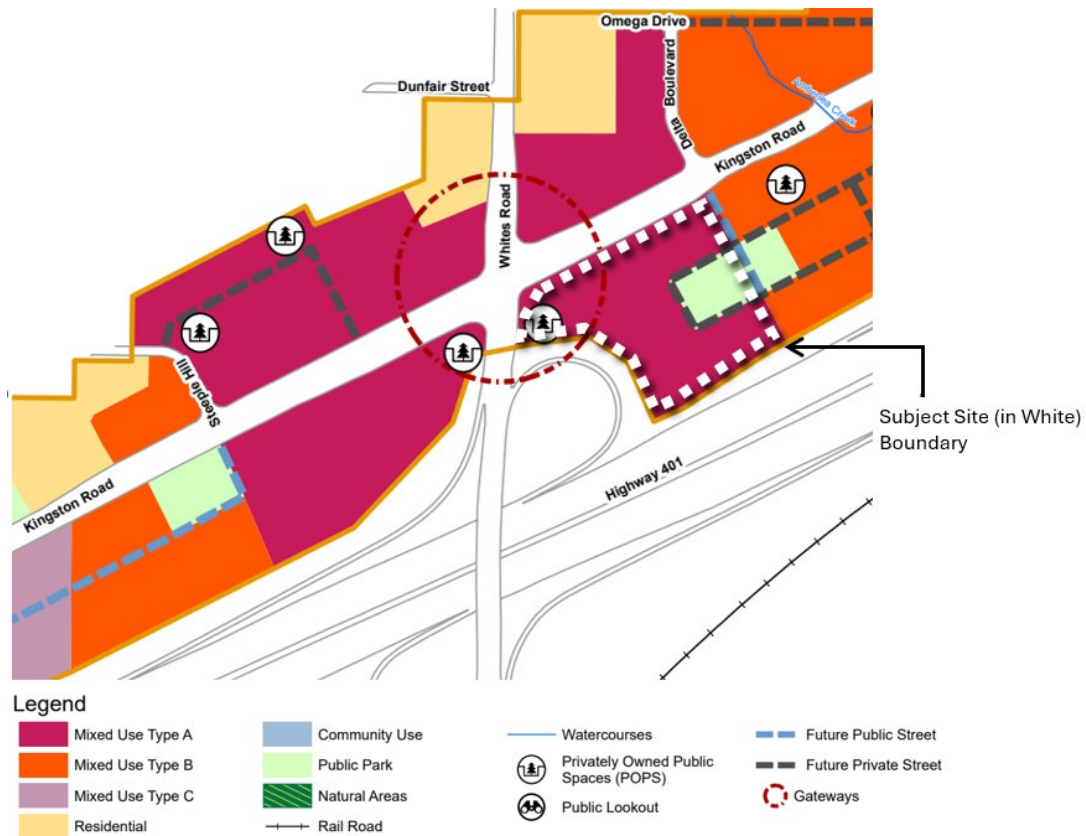 Omega Drive
Dunfair Street
Delta
Boulevard
Amberlea Creek
Kingston Road
Whites Road
Steeple Hill
Kingston Road
Highway 401
Subject Site (in White)
Boundary
Legend
Mixed Use Type A
Mixed Use Type B
Mixed Use Type C
Residential
Community Use
Public Park
Natural Areas
Rail Road
Watercourses
Privately Owned Public
Spaces (POPS)
Public Lookout
Future Public Street
Future Private Street
Gateways